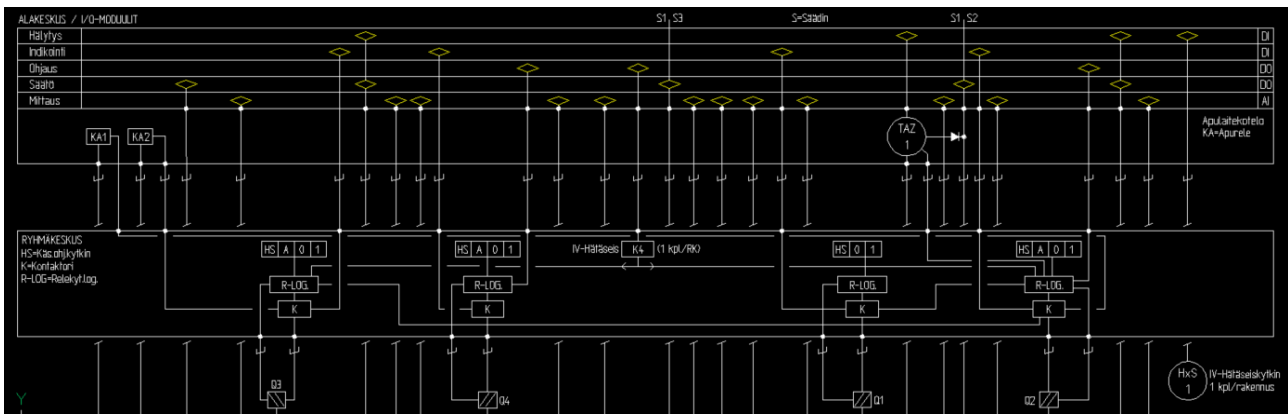 ALAKESKUS / I/O-MODUULIT
S1, S3
S=Säädin
S1, S2
Hälytys
DI
Indikointi
DI
Ohjaus
DO
Säätö
DO
Mittaus
AI
KA1
KA2
TAZ
1
Apulaitekotelo
KA=Apurele
RYHMÄKESKUS
HS=Käs.ohj.kytkin
K=Kontaktori
R-LOG=Relekyt.log.
HS A 0 1
HS A 0 1
IV-Hätäseis K4 (1 kpl/RK)
HS 0 1
HS A 0 1
R-LOG.
R-LOG.
R-LOG.
R-LOG.
K
K
K
K
Q3
Q4
Q1
Q2
HxS
1
IV-Hätäseiskytkin
1 kpl/rakennus
Y